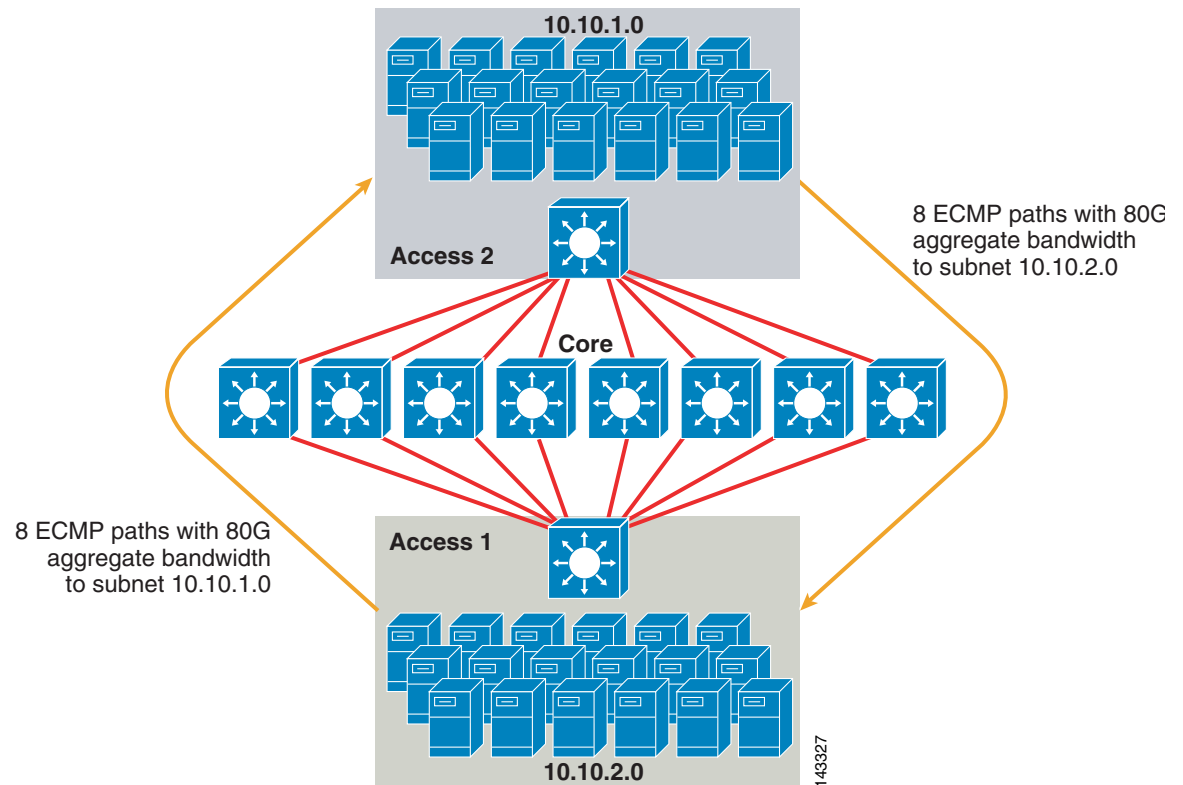 10.10.1.0
8 ECMP paths with 80G
aggregate bandwidth
to subnet 10.10.2.0
Access 2
Core
8 ECMP paths with 80G
aggregate bandwidth
to subnet 10.10.1.0
Access 1
10.10.2.0
143327